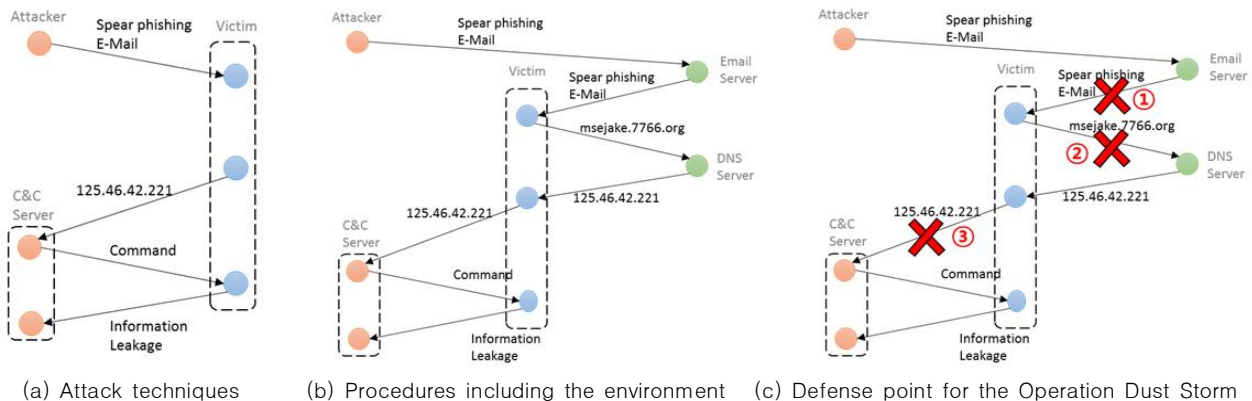 Attacker
Spear phishing
E-Mail
Victim
125.46.42.221
C&C
Server
Command
Information
Leakage
(a) Attack techniques
Attacker
Spear phishing
E-Mail
Email
Server
Victim
Spear phishing
E-Mail
msejake.7766.org
DNS
Server
125.46.42.221
125.46.42.221
C&C
Server
Command
Information
Leakage
(b) Procedures including the environment
Attacker
Spear phishing
E-Mail
Email
Server
Victim
Spear phishing
E-Mail
①
msejake.7766.org
②
DNS
Server
125.46.42.221
125.46.42.221
③
C&C
Server
Command
Information
Leakage
(c) Defense point for the Operation Dust Storm